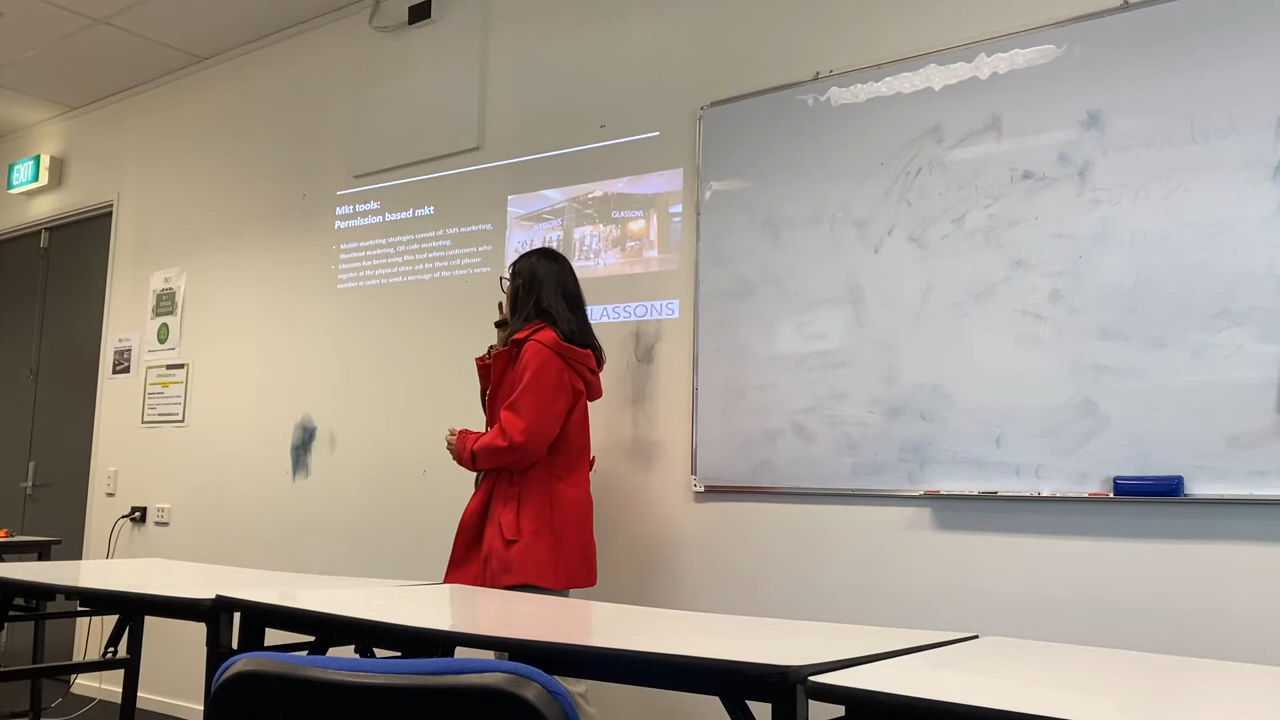 EXIT
Mkt tools:
Permission based mkt
• Mobile marketing strategies consist of: SMS marketing,
Bluethood marketing, QR code marketing.
• Glassons has been using this tool when customers who
register at the physical store ask for their cell phone
number in order to send a message of the store's news
GLASSONS
GLASSONS
LASSONS